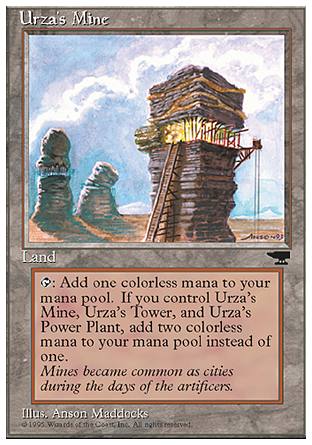 Urza's Mine
ANSON93
Land
: Add one colorless mana to your
mana pool. If you control Urza's
Mine, Urza's Tower, and Urza's
Power Plant, add two colorless
mana to your mana pool instead of
one.
Mines became common as cities
during the days of the artificers.
Illus. Anson Maddocks
© 1995 Wizards of the Coast, Inc. All rights reserved.